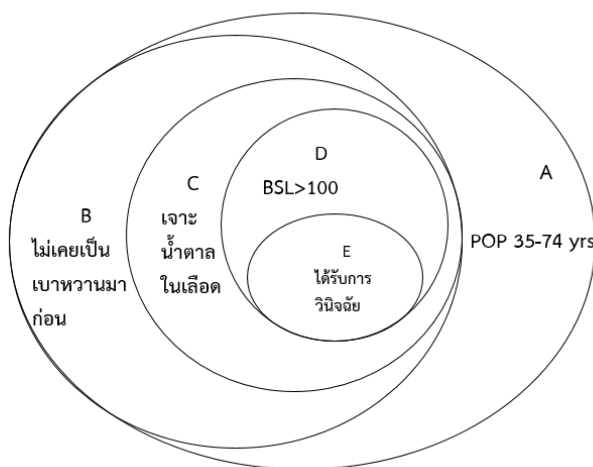 A
POP 35-74 yrs
B
ไม่เคยเป็น
เบาหวานมา
ก่อน
C
เจาะ
น้ำตาล
ในเลือด
D
BSL>100
E
ได้รับการ
วินิจฉัย